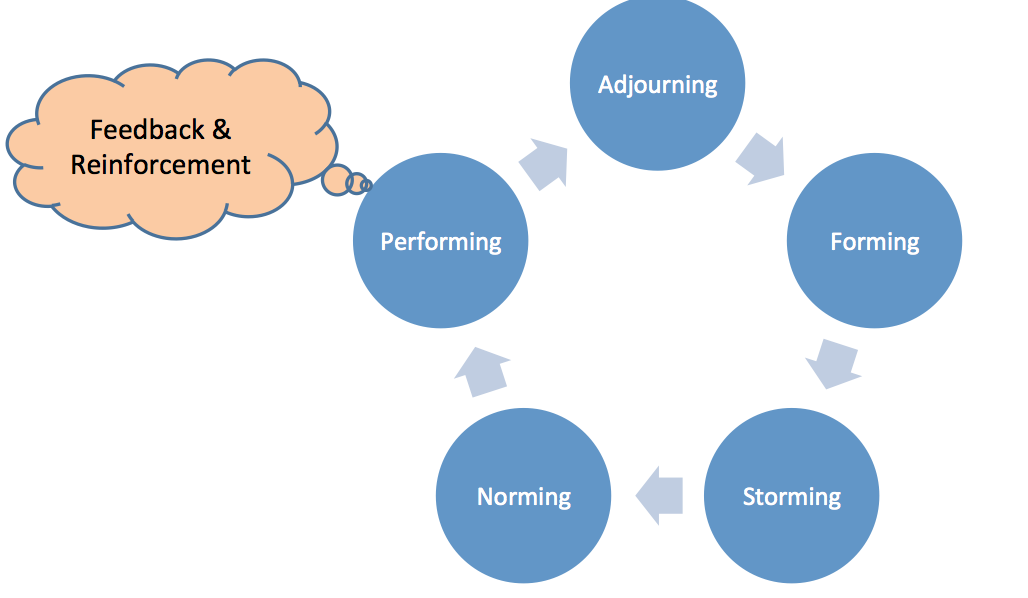 Adjourning
Feedback &
Reinforcement
Performing
Forming
Norming
Storming